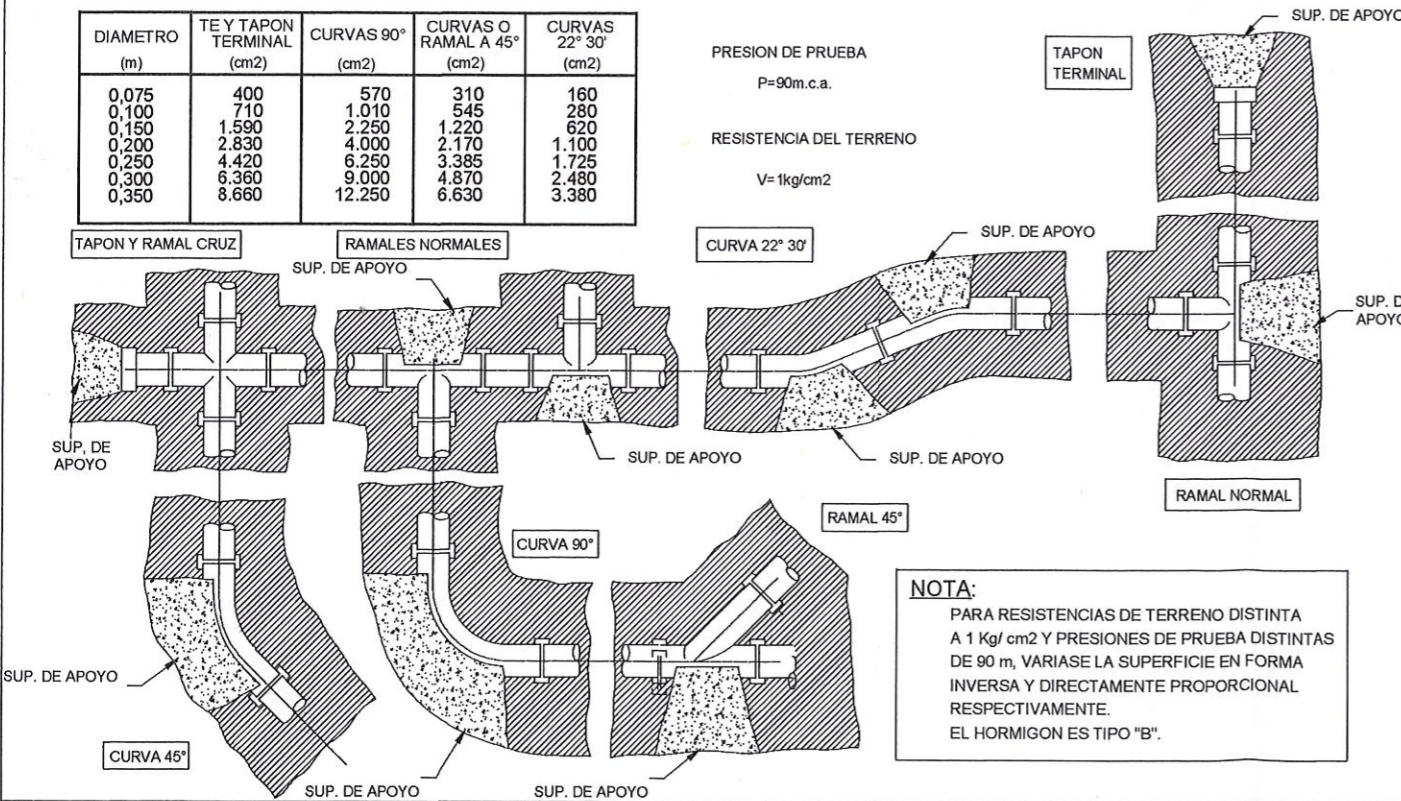 DIAMETRO TE Y TAPON TERMINAL CURVAS 90° CURVAS O RAMAL A 45° CURVAS 22° 30'
(m) (cm2) (cm2) (cm2) (cm2)
0,075 400 570 310 160
0,100 710 1.010 545 280
0,150 1.590 2.250 1.220 620
0,200 2.830 4.000 2.170 1.100
0,250 4.420 6.250 3.385 1.725
0,300 6.360 9.000 4.870 2.480
0,350 8.660 12.250 6.630 3.380
PRESION DE PRUEBA
P=90m.c.a.
RESISTENCIA DEL TERRENO
V=1kg/cm2
TAPON
TERMINAL
SUP. DE APOYO
TAPON Y RAMAL CRUZ
RAMALES NORMALES
SUP. DE APOYO
CURVA 22° 30'
SUP. DE APOYO
SUP. D
APOYO
SUP, DE
APOYO
SUP. DE APOYO
SUP. DE APOYO
RAMAL NORMAL
RAMAL 45°
CURVA 90°
SUP. DE APOYO
CURVA 45°
SUP. DE APOYO
SUP. DE APOYO
NOTA:
PARA RESISTENCIAS DE TERRENO DISTINTA
A 1 Kg/ cm2 Y PRESIONES DE PRUEBA DISTINTAS
DE 90 m, VARIASE LA SUPERFICIE EN FORMA
INVERSA Y DIRECTAMENTE PROPORCIONAL
RESPECTIVAMENTE.
EL HORMIGON ES TIPO "B".